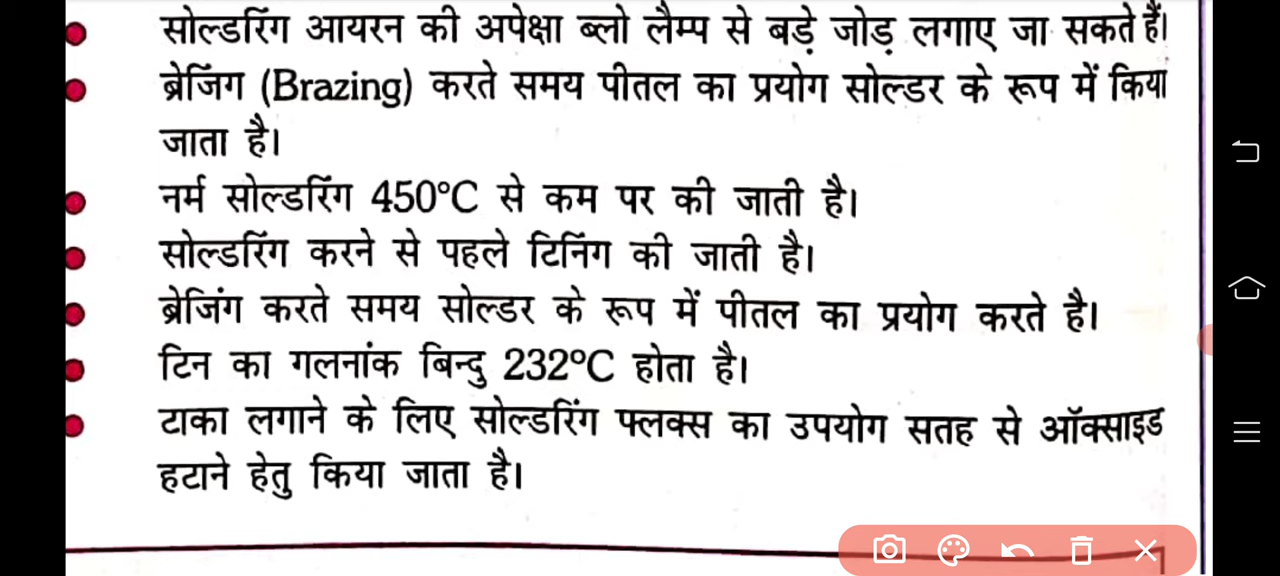 सोल्डरिंग आयरन की अपेक्षा ब्लो लैम्प से बड़े जोड़ लगाए जा सकते हैं।
ब्रेजिंग (Brazing) करते समय पीतल का प्रयोग सोल्डर के रूप में किया
जाता है।
नर्म सोल्डरिंग 450°C से कम पर की जाती है।
सोल्डरिंग करने से पहले टिनिंग की जाती है।
ब्रेजिंग करते समय सोल्डर के रूप में पीतल का प्रयोग करते है।
टिन का गलनांक बिन्दु 232°C होता है।
टाका लगाने के लिए सोल्डरिंग फ्लक्स का उपयोग सतह से ऑक्साइड
हटाने हेतु किया जाता है।